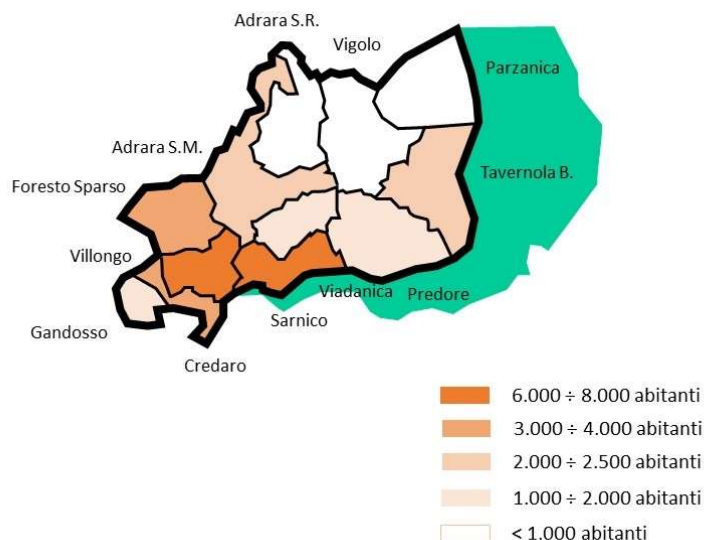 Adrara S.R.
Vigolo
Parzanica
Adrara S.M.
Tavernola B.
Foresto Sparso
Villongo
Viadanica
Predore
Sarnico
Gandosso
Credaro
6.000 ÷ 8.000 abitanti
3.000 ÷ 4.000 abitanti
2.000 ÷ 2.500 abitanti
1.000 ÷ 2.000 abitanti
< 1.000 abitanti